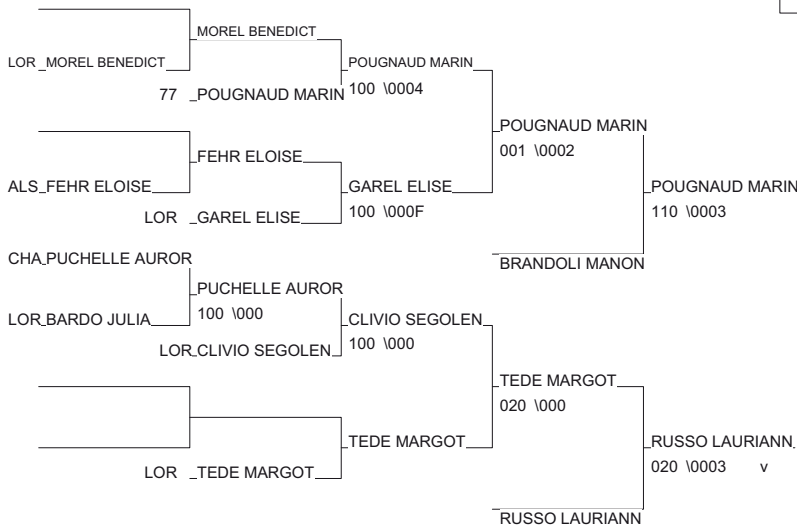 MOREL BENEDICT
LOR MOREL BENEDICT
POUGNAUD MARIN
77 POUGNAUD MARIN
100 \0004
POUGNAUD MARIN
001 \0002
FEHR ELOISE
ALS FEHR ELOISE
GAREL ELISE
POUGNAUD MARIN
LOR GAREL ELISE
100 \000F
110 \0003
CHA PUCHELLE AUROR
BRANDOLI MANON
PUCHELLE AUROR
100 \000
LOR BARDO JULIA
CLIVIO SEGOLEN
LOR CLIVIO SEGOLEN
100 \000
TEDE MARGOT
020 \000
TEDE MARGOT
RUSSO LAURIANN
LOR TEDE MARGOT
020 \0003 v
RUSSO LAURIANN